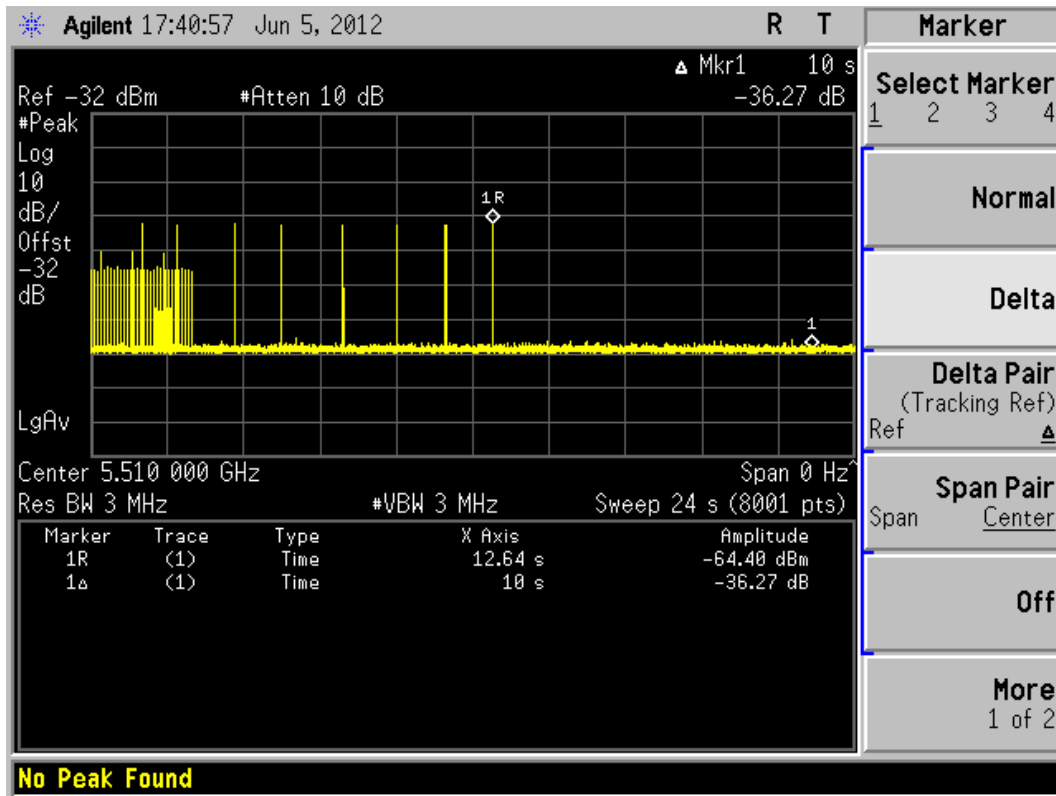 Agilent 17:40:57 Jun 5, 2012 R T
Δ Mkr1 10 s
Ref -32 dBm #Atten 10 dB -36.27 dB
#Peak
Log
10
dB/
Offst
-32
dB
1R
1
LgAv
Center 5.510 000 GHz Span 0 Hz^
Res BW 3 MHz #VBW 3 MHz Sweep 24 s (8001 pts)
Marker Trace Type X Axis Amplitude
1R (1) Time 12.64 s -64.40 dBm
1Δ (1) Time 10 s -36.27 dB
No Peak Found
Marker
Select Marker
1 2 3 4
Normal
Delta
Delta Pair
(Tracking Ref)
Ref Δ
Span Pair
Span Center
Off
More
1 of 2